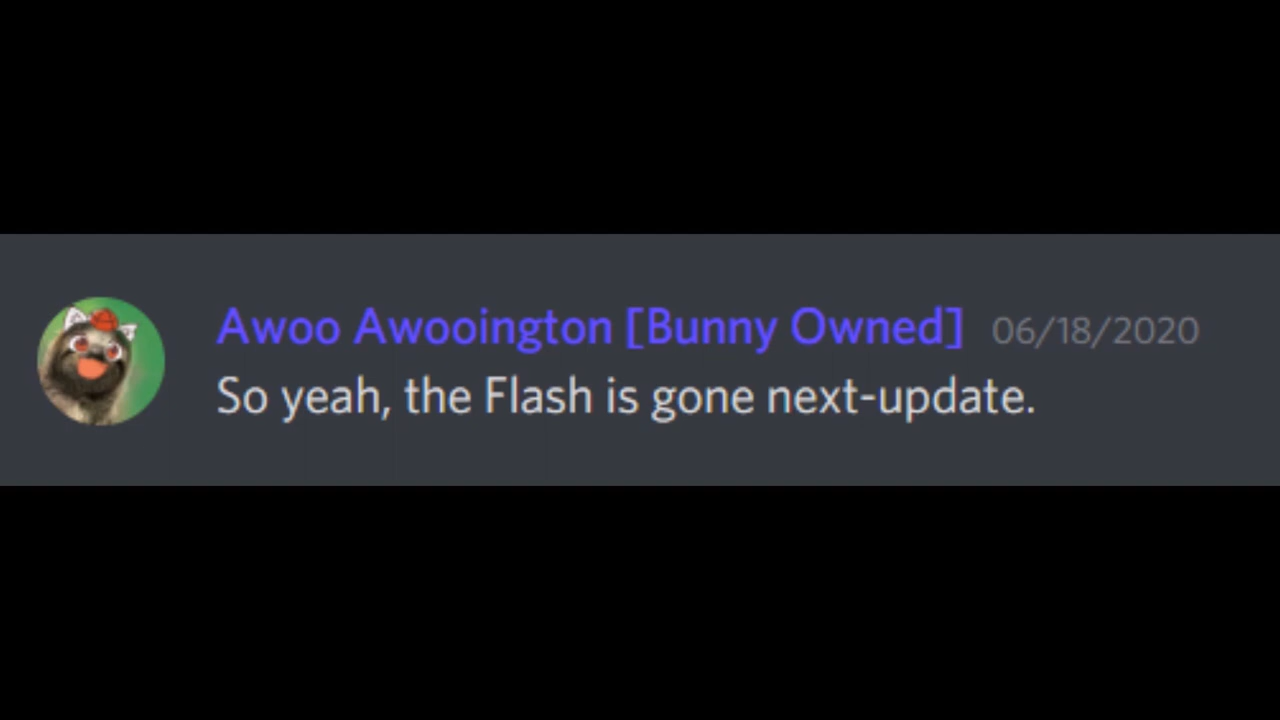 Awoo Awooington [Bunny Owned] 06/18/2020
So yeah, the Flash is gone next-update.